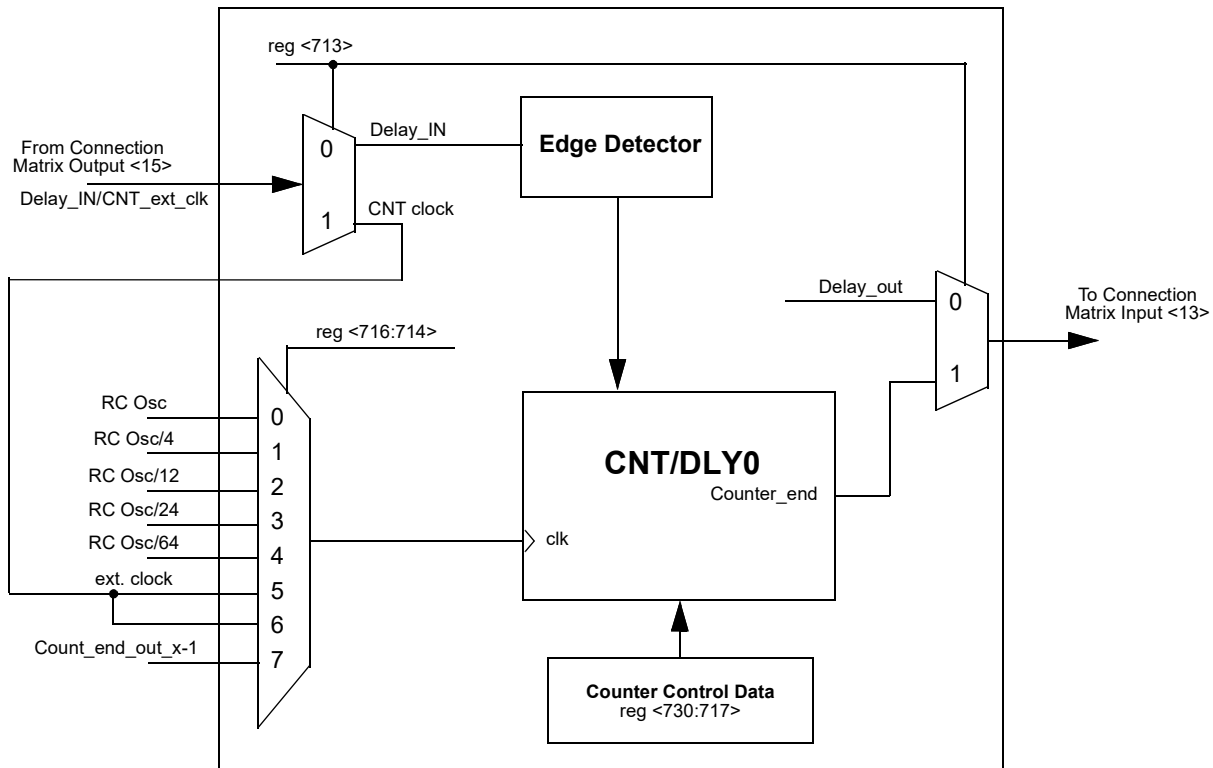 reg <713>
From Connection
Matrix Output <15>
Delay_IN/CNT_ext_clk
0
1
Delay_IN
CNT clock
Edge Detector
Delay_out
0
1
To Connection
Matrix Input <13>
reg <716:714>
RC Osc
RC Osc/4
RC Osc/12
RC Osc/24
RC Osc/64
ext. clock
Count_end_out_x-1
0
1
2
3
4
5
6
7
CNT/DLY0
Counter_end
clk
Counter Control Data
reg <730:717>